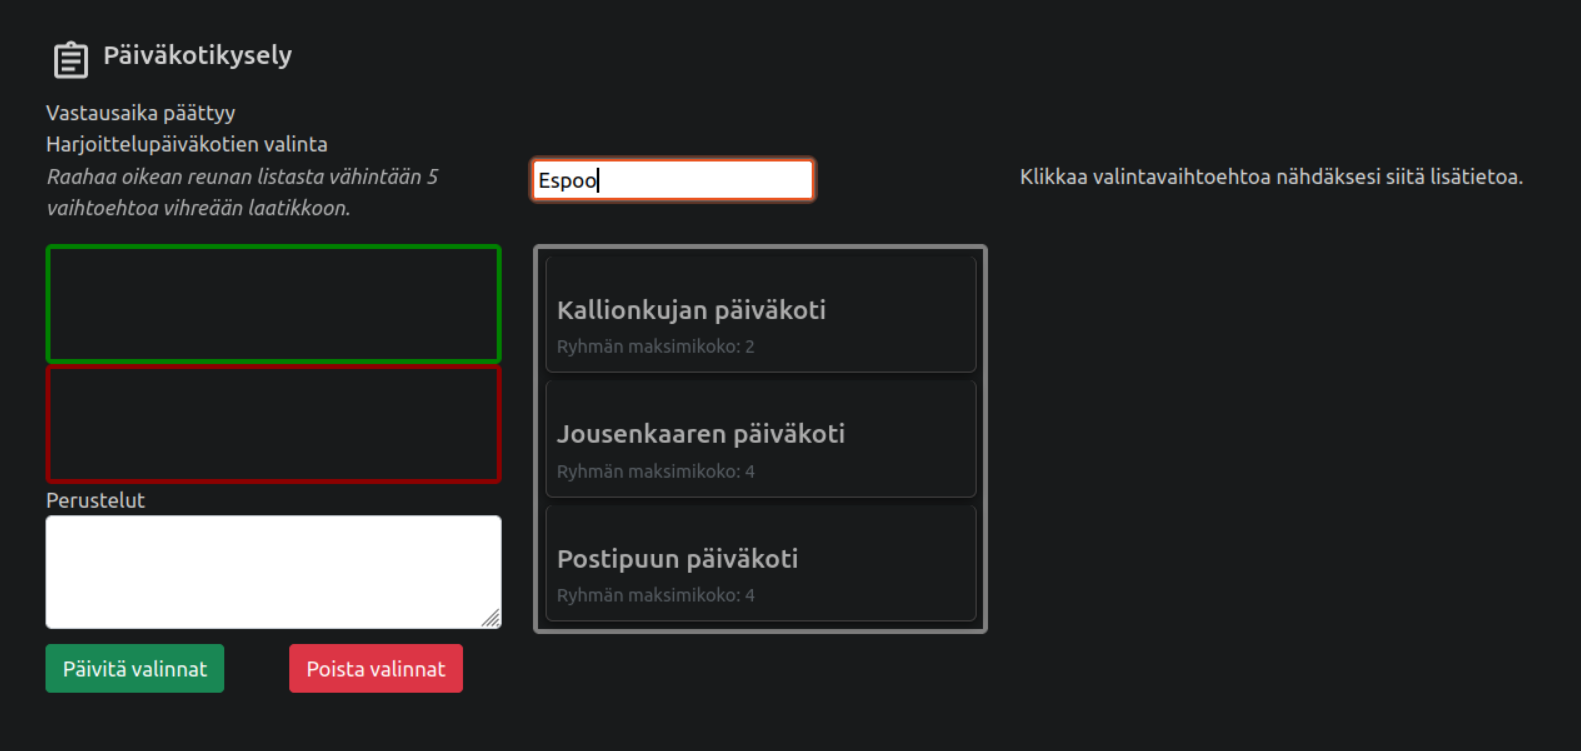 Päiväkotikysely
Vastausaika päättyy
Harjoittelupäiväkotien valinta
Raahaa oikean reunan listasta vähintään 5
vaihtoehtoa vihreään laatikkoon.
Espoo
Klikkaa valintavaihtoehtoa nähdäksesi siitä lisätietoa.
Kallionkujan päiväkoti
Ryhmän maksimikoko: 2
Jousenkaaren päiväkoti
Ryhmän maksimikoko: 4
Postipuun päiväkoti
Ryhmän maksimikoko: 4
Perustelut
Päivitä valinnat
Poista valinnat